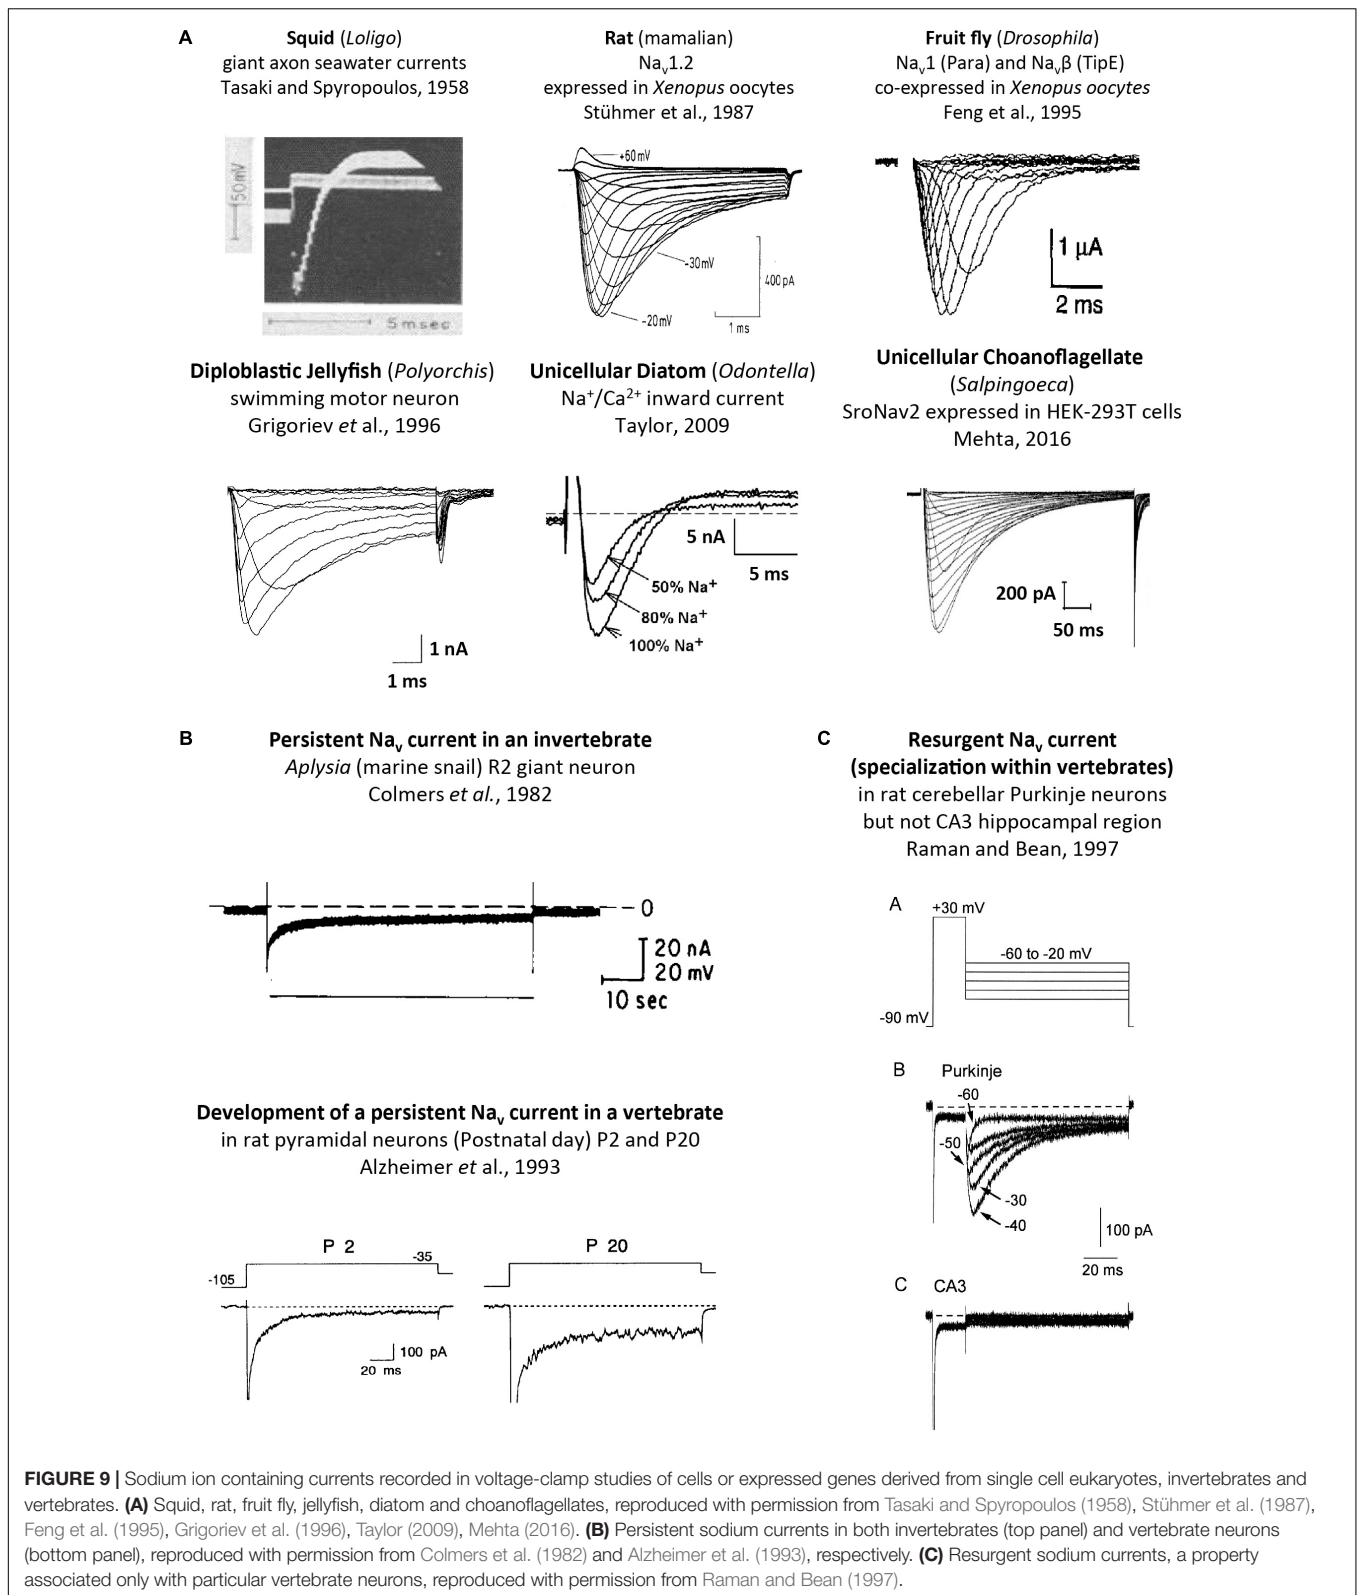 A
Squid (Loligo)
giant axon seawater currents
Tasaki and Spyropoulos, 1958
50mV
5 msec
Rat (mamalian)
Naᵥ1.2
expressed in Xenopus oocytes
Stühmer et al., 1987
+60mV
-30mV
-20mV
400 pA
1 ms
Fruit fly (Drosophila)
Naᵥ1 (Para) and Naᵥβ (TipE)
co-expressed in Xenopus oocytes
Feng et al., 1995
1 µA
2 ms
Diploblastic Jellyfish (Polyorchis)
swimming motor neuron
Grigoriev et al., 1996
1 nA
1 ms
Unicellular Diatom (Odontella)
Na⁺/Ca²⁺ inward current
Taylor, 2009
5 nA
5 ms
50% Na⁺
80% Na⁺
100% Na⁺
Unicellular Choanoflagellate
(Salpingoeca)
SroNav2 expressed in HEK-293T cells
Mehta, 2016
200 pA
50 ms
B
Persistent Naᵥ current in an invertebrate
Aplysia (marine snail) R2 giant neuron
Colmers et al., 1982
0
20 nA
20 mV
10 sec
Development of a persistent Naᵥ current in a vertebrate
in rat pyramidal neurons (Postnatal day) P2 and P20
Alzheimer et al., 1993
P 2
-35
-105
100 pA
20 ms
P 20
C
Resurgent Naᵥ current
(specialization within vertebrates)
in rat cerebellar Purkinje neurons
but not CA3 hippocampal region
Raman and Bean, 1997
A
+30 mV
-60 to -20 mV
-90 mV
B Purkinje
-60
-50
-30
-40
100 pA
20 ms
C CA3
FIGURE 9 | Sodium ion containing currents recorded in voltage-clamp studies of cells or expressed genes derived from single cell eukaryotes, invertebrates and
vertebrates. (A) Squid, rat, fruit fly, jellyfish, diatom and choanoflagellates, reproduced with permission from Tasaki and Spyropoulos (1958), Stühmer et al. (1987),
Feng et al. (1995), Grigoriev et al. (1996), Taylor (2009), Mehta (2016). (B) Persistent sodium currents in both invertebrates (top panel) and vertebrate neurons
(bottom panel), reproduced with permission from Colmers et al. (1982) and Alzheimer et al. (1993), respectively. (C) Resurgent sodium currents, a property
associated only with particular vertebrate neurons, reproduced with permission from Raman and Bean (1997).